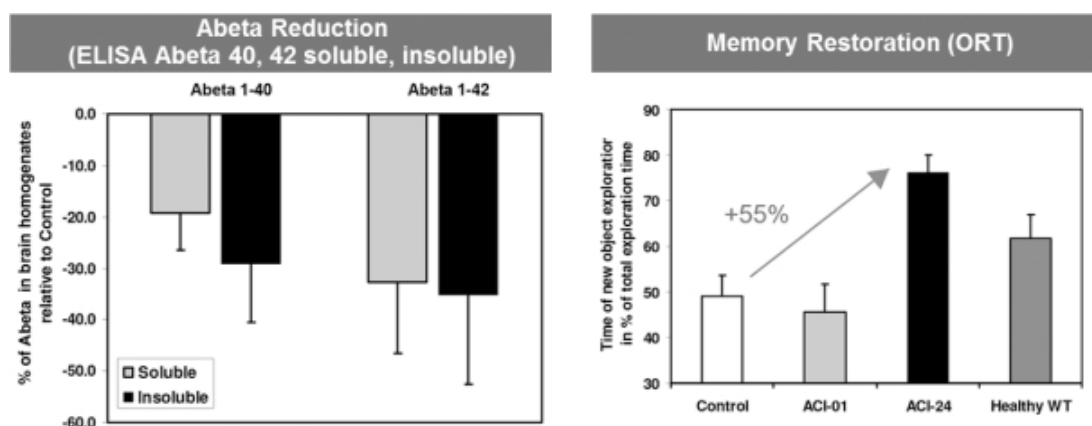 Abeta Reduction
(ELISA Abeta 40, 42 soluble, insoluble)
Abeta 1-40 Abeta 1-42
0.0
-10.0
-20.0
-30.0
-40.0
-50.0
-60.0
% of Abeta in brain homogenates
relative to Control
Soluble
Insoluble
Memory Restoration (ORT)
90
80
70
60
50
40
30
Time of new object exploration
in % of total exploration time
+55%
Control ACI-01 ACI-24 Healthy WT